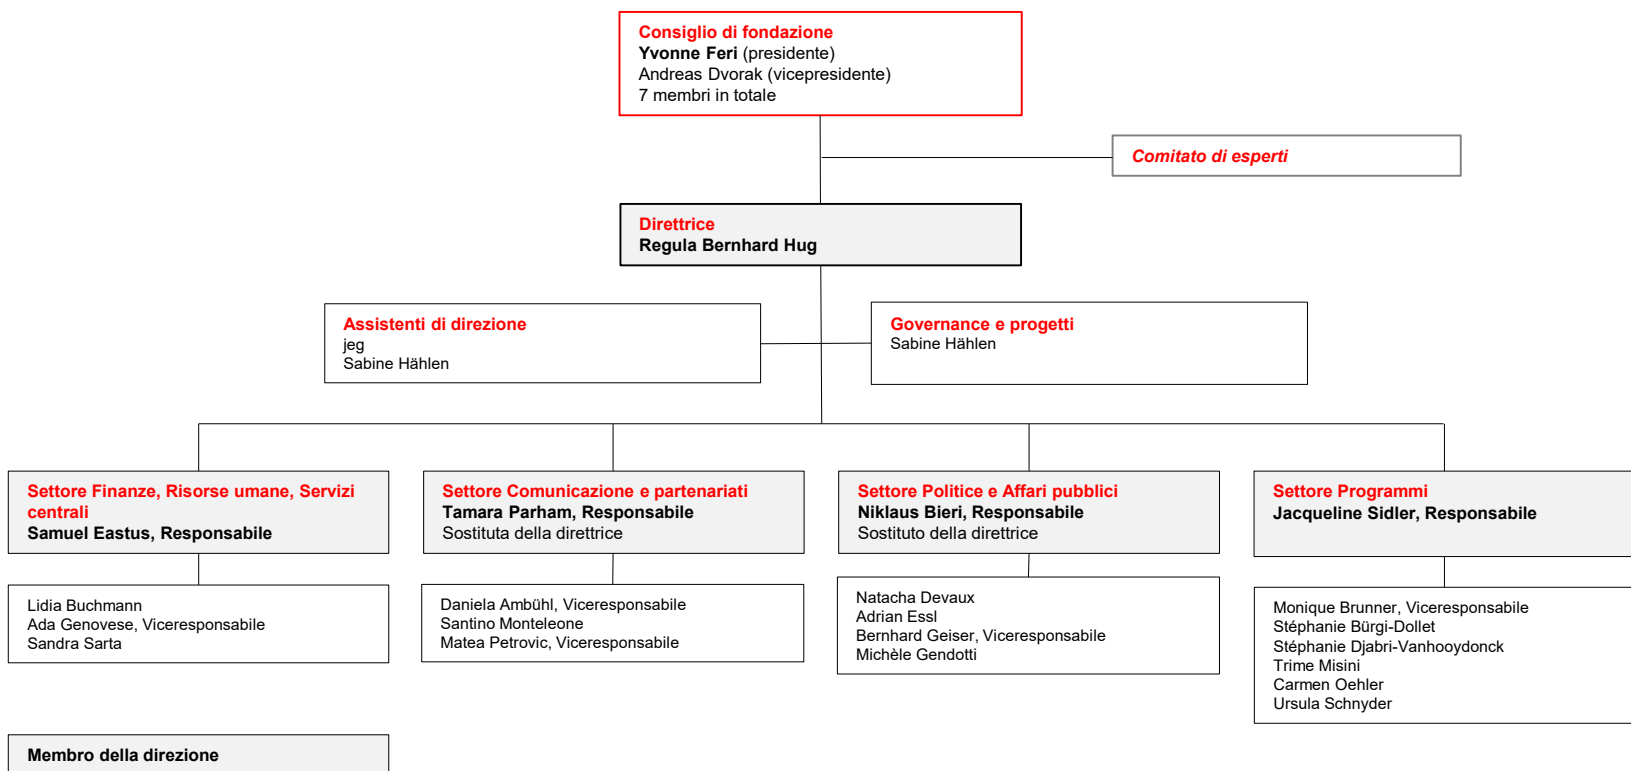 Consiglio di fondazione
Yvonne Feri (presidente)
Andreas Dvorak (vicepresidente)
7 membri in totale
Comitato di esperti
Direttrice
Regula Bernhard Hug
Assistenti di direzione
jeg
Sabine Hählen
Governance e progetti
Sabine Hählen
Settore Finanze, Risorse umane, Servizi
centrali
Samuel Eastus, Responsabile
Lidia Buchmann
Ada Genovese, Viceresponsabile
Sandra Sarta
Settore Comunicazione e partenariati
Tamara Parham, Responsabile
Sostituta della direttrice
Daniela Ambühl, Viceresponsabile
Santino Monteleone
Matea Petrovic, Viceresponsabile
Settore Politice e Affari pubblici
Niklaus Bieri, Responsabile
Sostituto della direttrice
Natacha Devaux
Adrian Essl
Bernhard Geiser, Viceresponsabile
Michèle Gendotti
Settore Programmi
Jacqueline Sidler, Responsabile
Monique Brunner, Viceresponsabile
Stéphanie Bürgi-Dollet
Stéphanie Djabri-Vanhooydonck
Trime Misini
Carmen Oehler
Ursula Schnyder
Membro della direzione